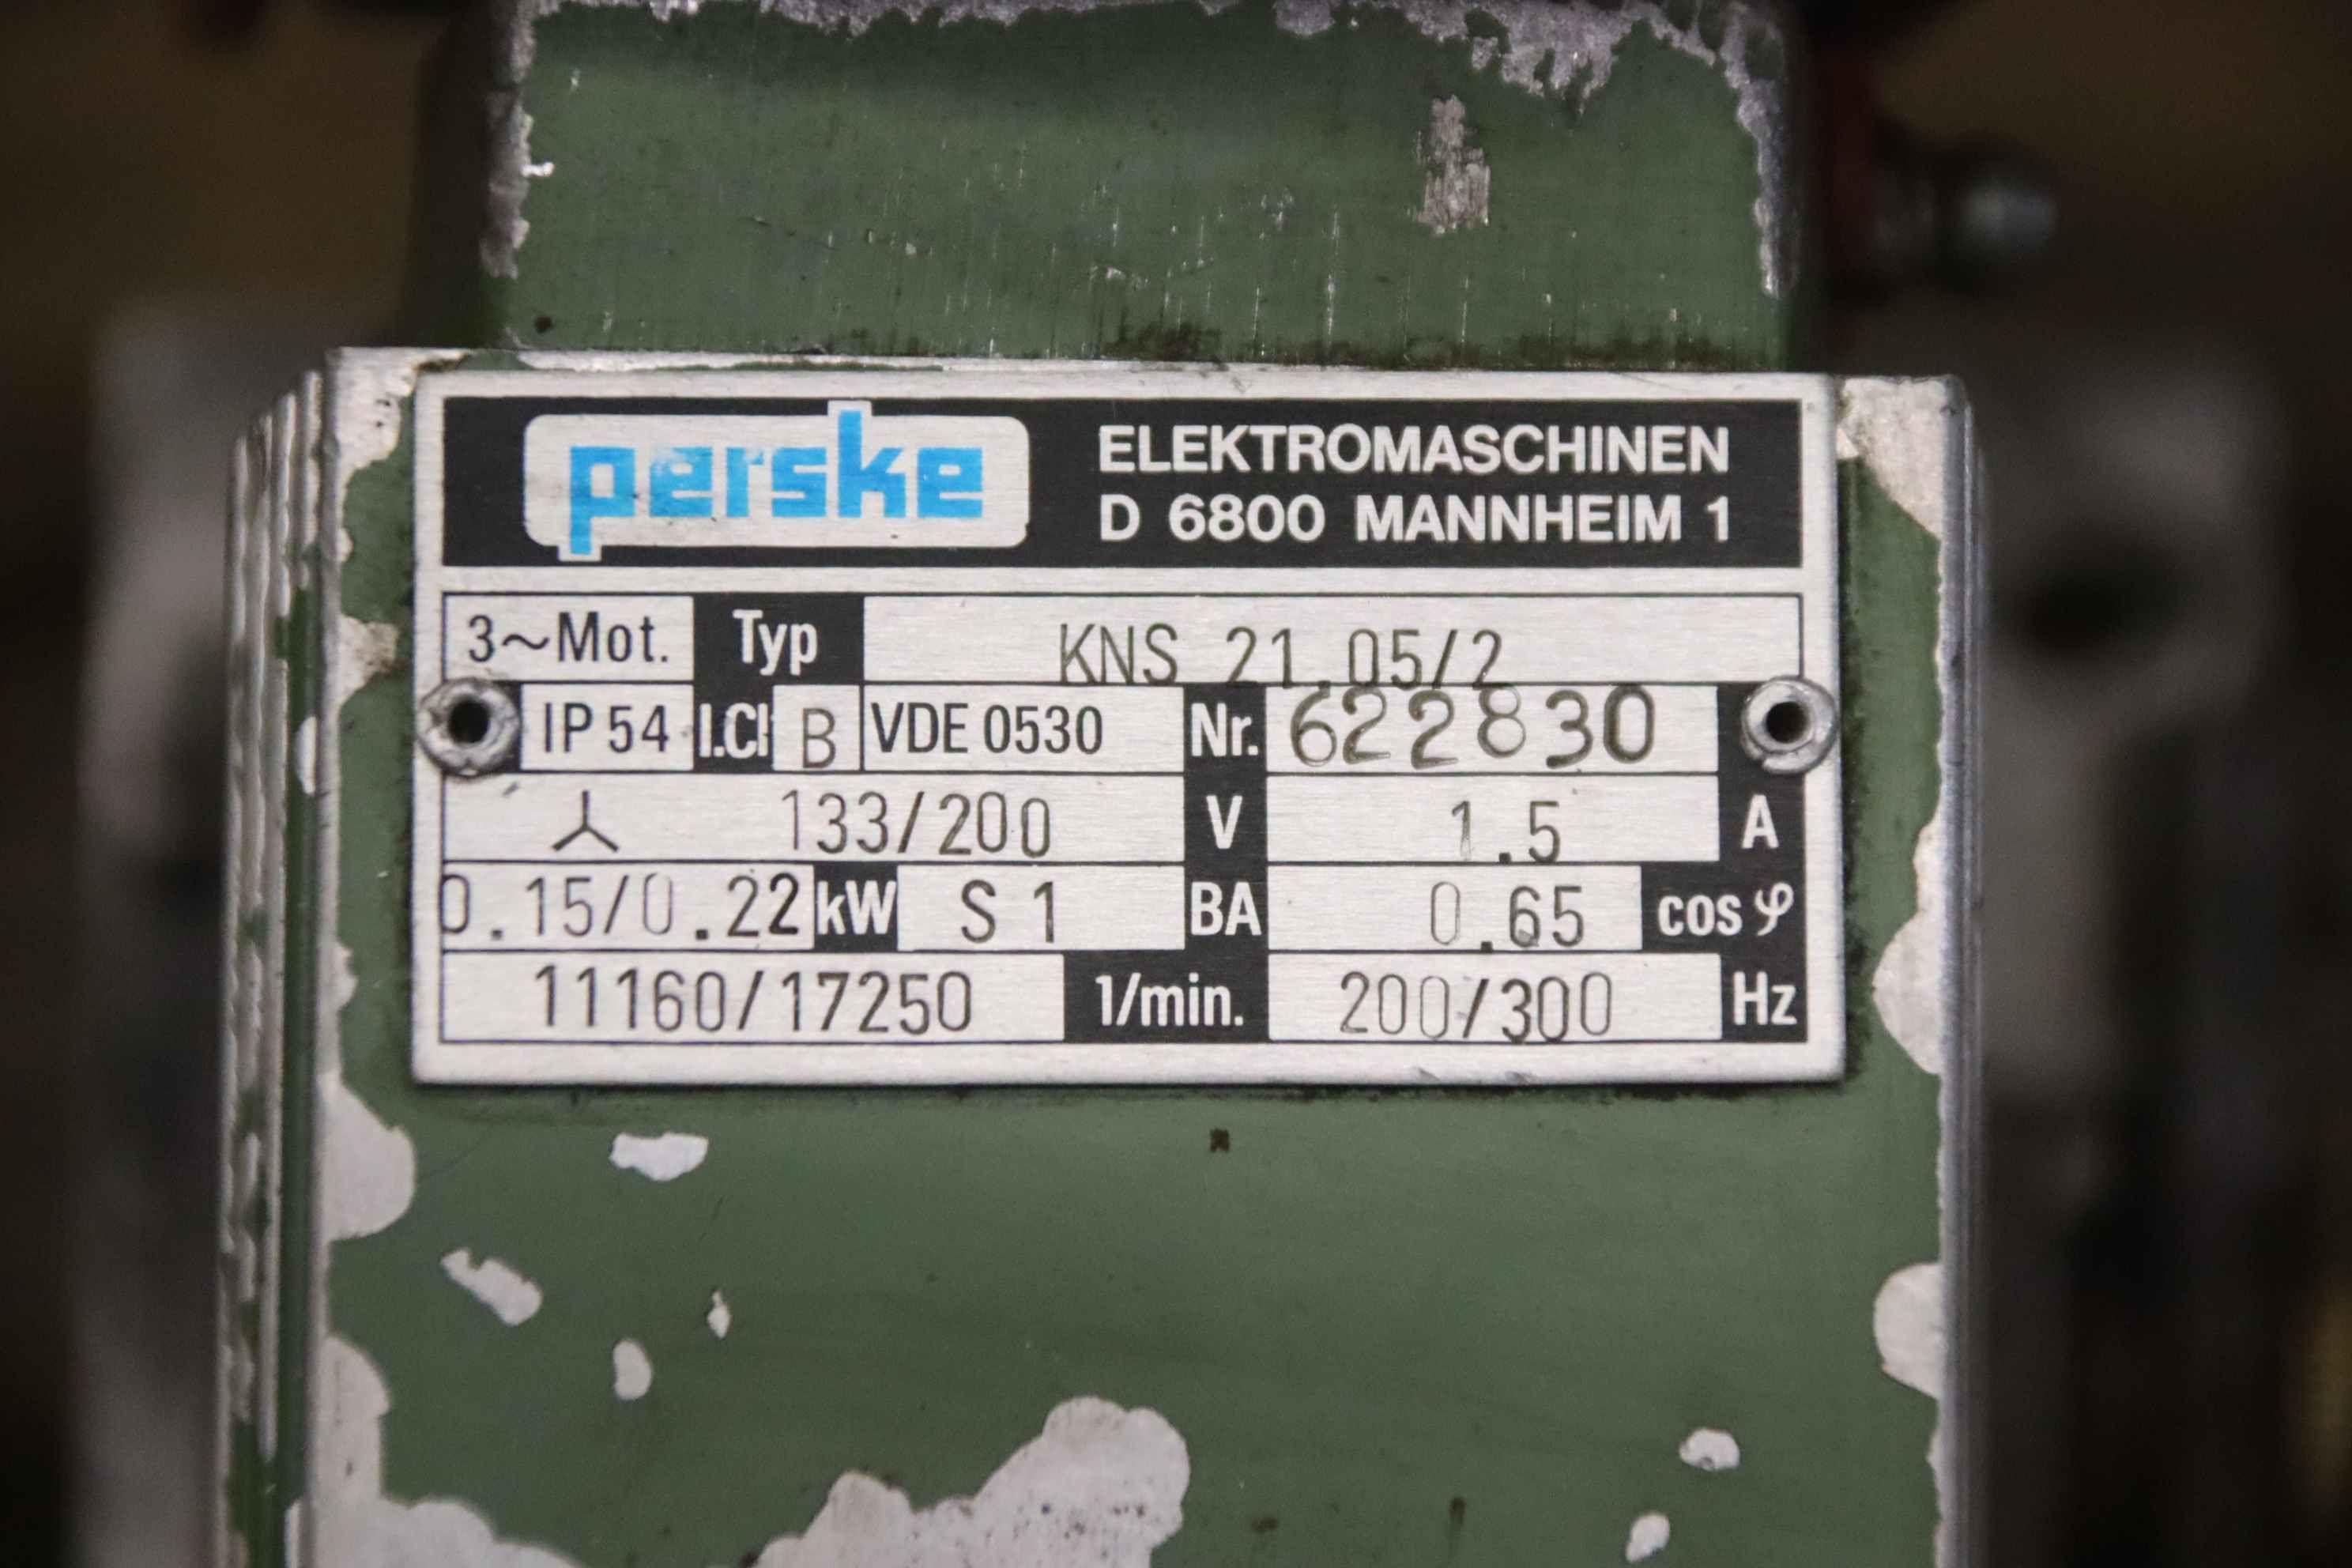 perske
ELEKTROMASCHINEN
D 6800 MANNHEIM 1
3~Mot. Typ KNS 21.05/2
IP 54 I.Cl B VDE 0530 Nr. 622830
133/200 V 1.5 A
0.15/0.22 kW S 1 BA 0.65 cos φ
11160/17250 1/min. 200/300 Hz